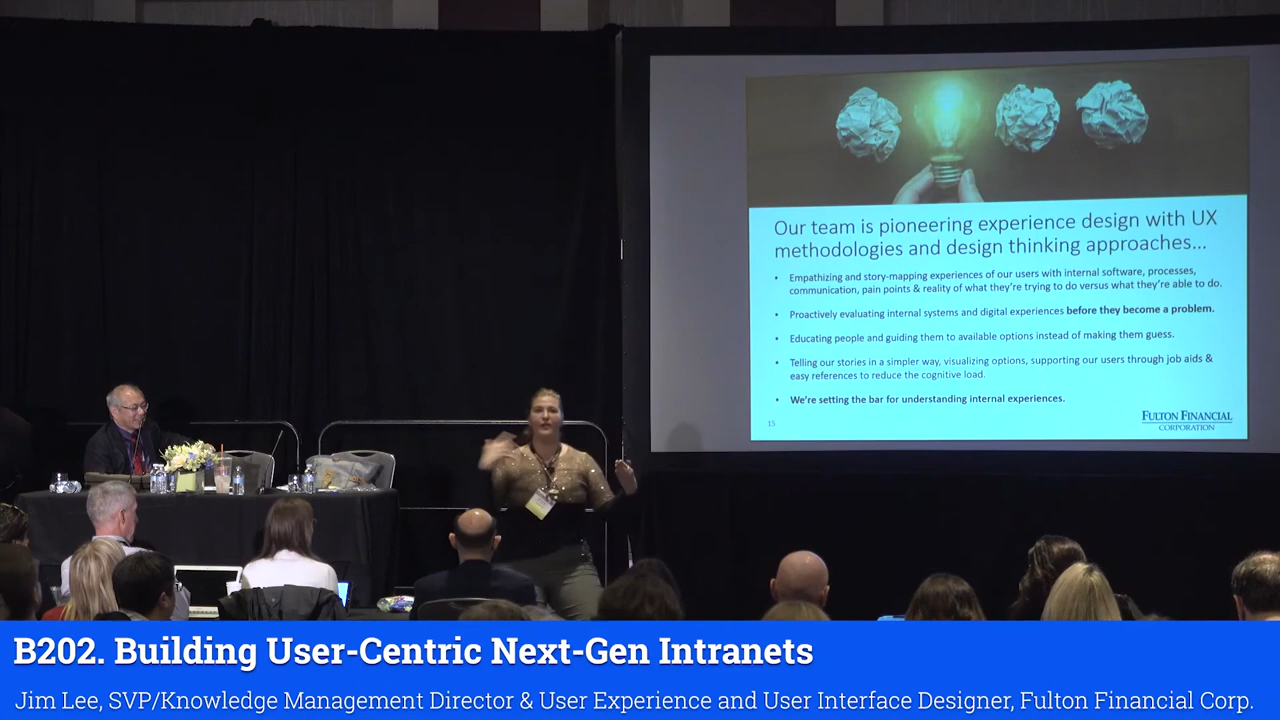 Our team is pioneering experience design with UX
methodologies and design thinking approaches...
• Empathizing and story-mapping experiences of our users with internal software, processes,
communication, pain points & reality of what they're trying to do versus what they're able to do.
• Proactively evaluating internal systems and digital experiences before they become a problem.
• Educating people and guiding them to available options instead of making them guess.
• Telling our stories in a simpler way, visualizing options, supporting our users through job aids &
easy references to reduce the cognitive load.
• We're setting the bar for understanding internal experiences.
15
FULTON FINANCIAL
CORPORATION
B202. Building User-Centric Next-Gen Intranets
Jim Lee, SVP/Knowledge Management Director & User Experience and User Interface Designer, Fulton Financial Corp.